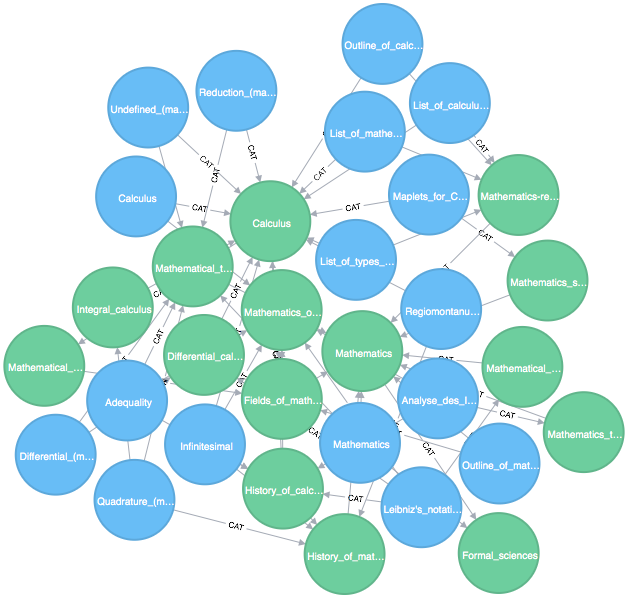 Outline_of_calc...
Reduction_(ma...
Undefined_(ma...
List_of_calculu...
List_of_mathe...
CAT
CAT
CAT
CAT
CAT
Calculus
Maplets_for_C...
Mathematics-re...
CAT
CAT
Calculus
CAT
List_of_types_...
Mathematical_t...
Mathematics_s...
CAT
Integral_calculus
Mathematics_o...
Regiomontanu...
CAT
Differential_cal...
Mathematics
CAT
Mathematical_...
Mathematical_...
CAT
Adequality
Fields_of_math...
Analyse_des_l...
CAT
Mathematics_t...
Differential_(m...
Infinitesimal
Mathematics
CAT
Outline_of_mat...
Quadrature_(m...
History_of_calc...
CAT
Leibniz's_notati...
CAT
History_of_mat...
Formal_sciences